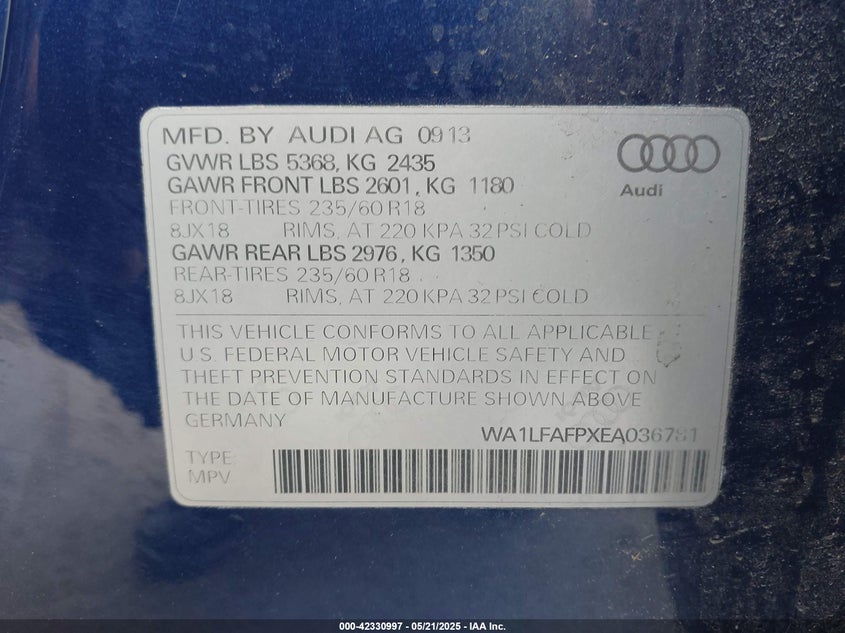 MFD. BY AUDI AG 09 13
GVWR LBS 5368, KG 2435
GAWR FRONT LBS 2601, KG 1180
FRONT-TIRES 235/60 R18
8JX18 RIMS, AT 220 KPA 32 PSI COLD
GAWR REAR LBS 2976, KG 1350
REAR-TIRES 235/60 R18
8JX18 RIMS, AT 220 KPA 32 PSI COLD
Audi
THIS VEHICLE CONFORMS TO ALL APPLICABLE
U.S. FEDERAL MOTOR VEHICLE SAFETY AND
THEFT PREVENTION STANDARDS IN EFFECT ON
THE DATE OF MANUFACTURE SHOWN ABOVE
GERMANY
WA1LFAFPXEA036781
TYPE:
MPV
000-42330997 - 05/21/2025 - IAA Inc.